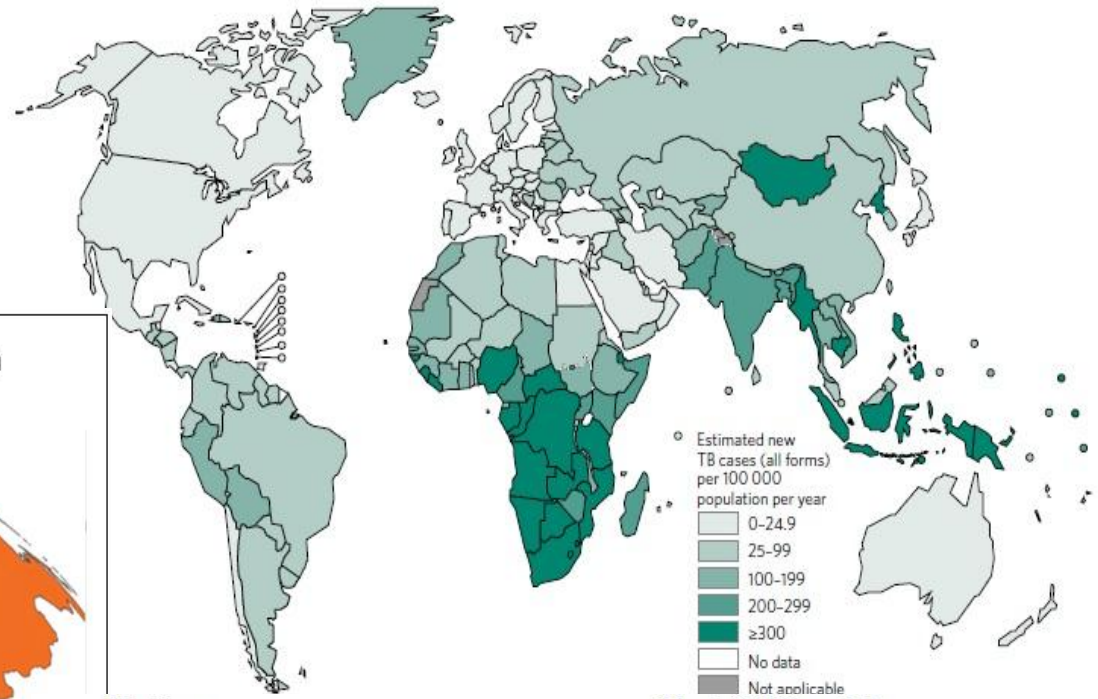 Estimated new
TB cases (all forms)
per 100 000
population per year
0–24.9
25–99
100–199
200–299
≥300
No data
Not applicable